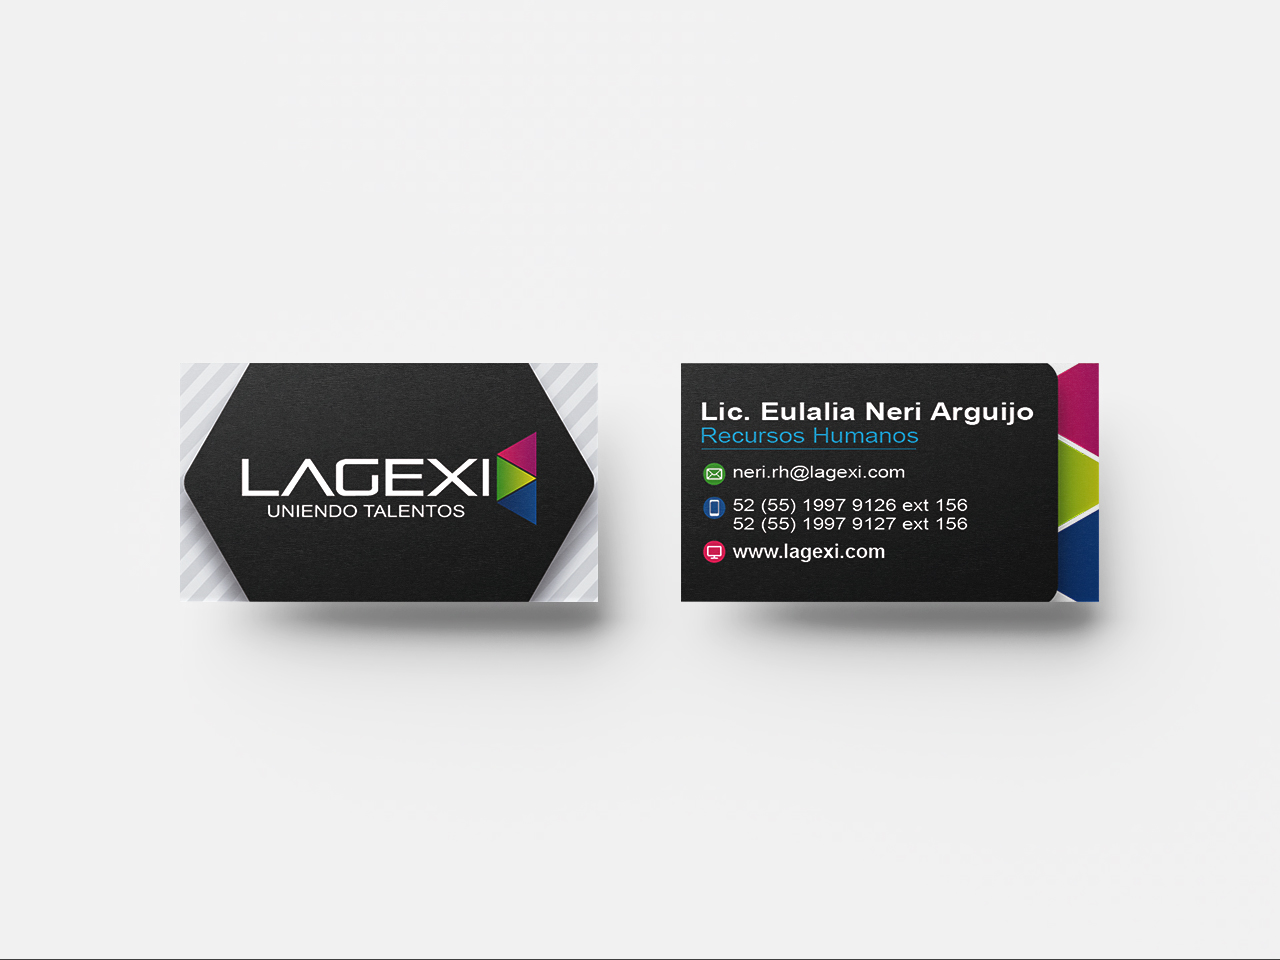 LAGEXI
UNIENDO TALENTOS
Lic. Eulalia Neri Arguijo
Recursos Humanos
neri.rh@lagexi.com
52 (55) 1997 9126 ext 156
52 (55) 1997 9127 ext 156
www.lagexi.com